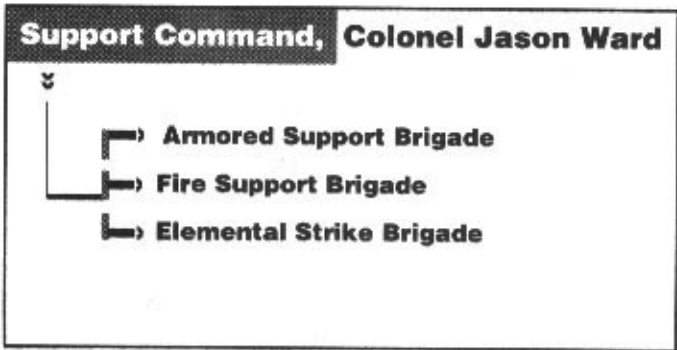 Support Command, Colonel Jason Ward
Armored Support Brigade
Fire Support Brigade
Elemental Strike Brigade